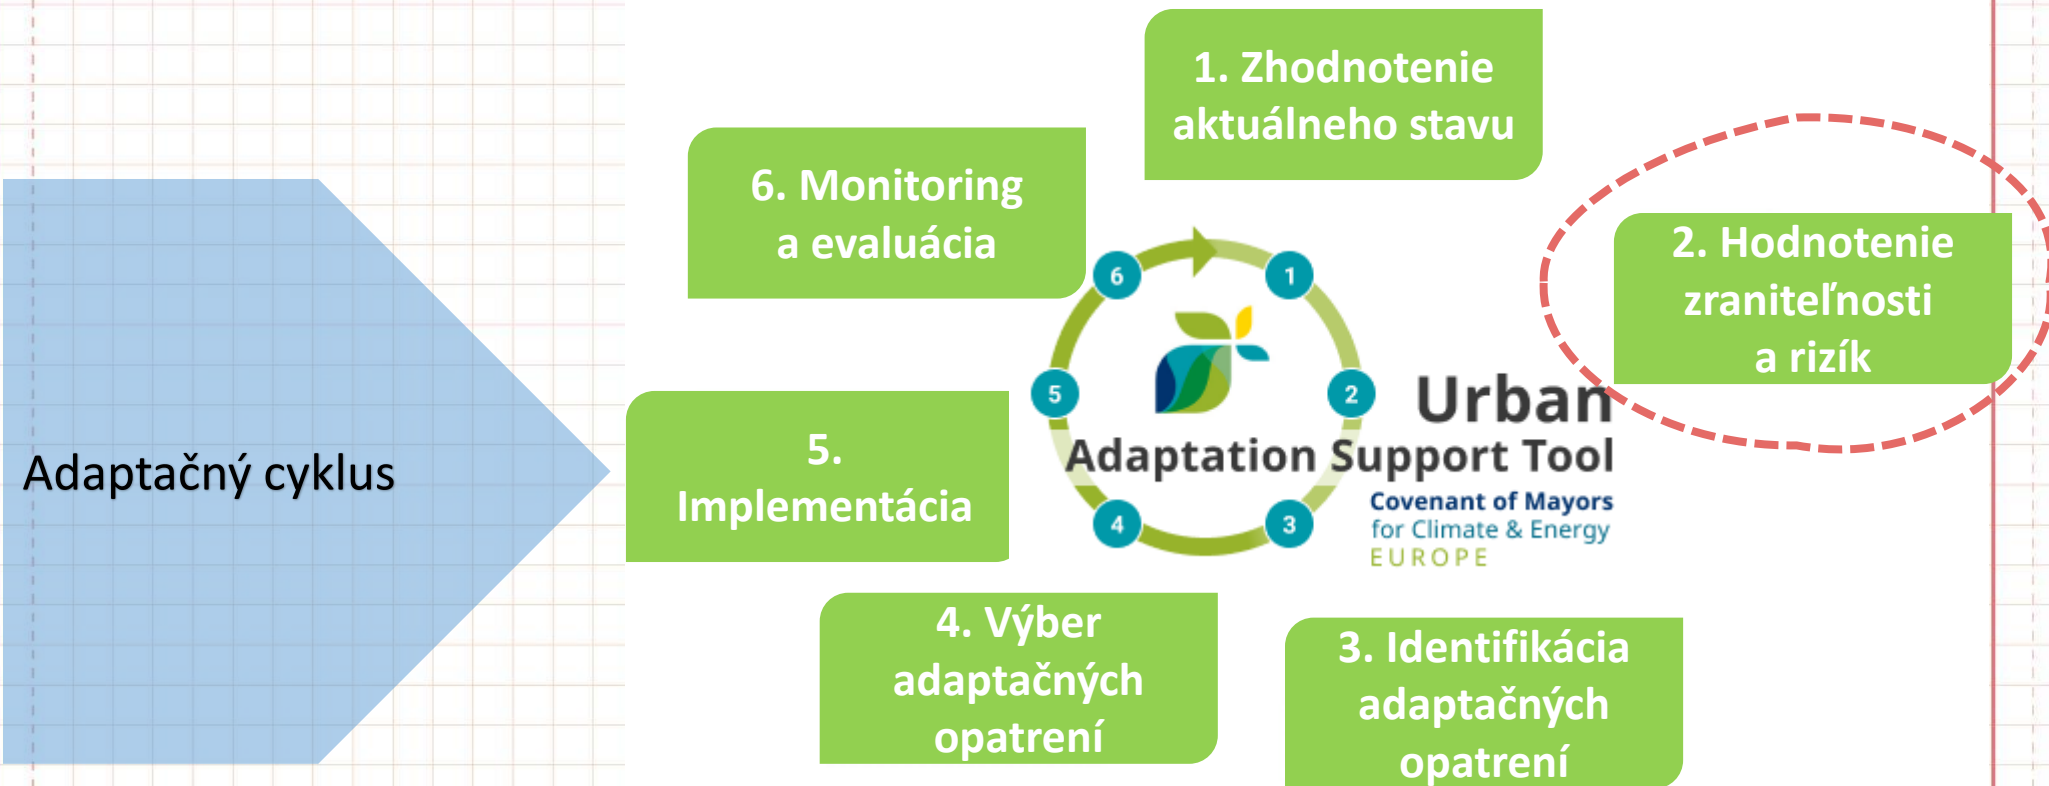 Adaptačný cyklus
1. Zhodnotenie
aktuálneho stavu
2. Hodnotenie
zraniteľnosti
a rizík
3. Identifikácia
adaptačných
opatrení
4. Výber
adaptačných
opatrení
5.
Implementácia
6. Monitoring
a evaluácia
6
1
5
2
4
3
Urban
Adaptation Support Tool
Covenant of Mayors
for Climate & Energy
EUROPE